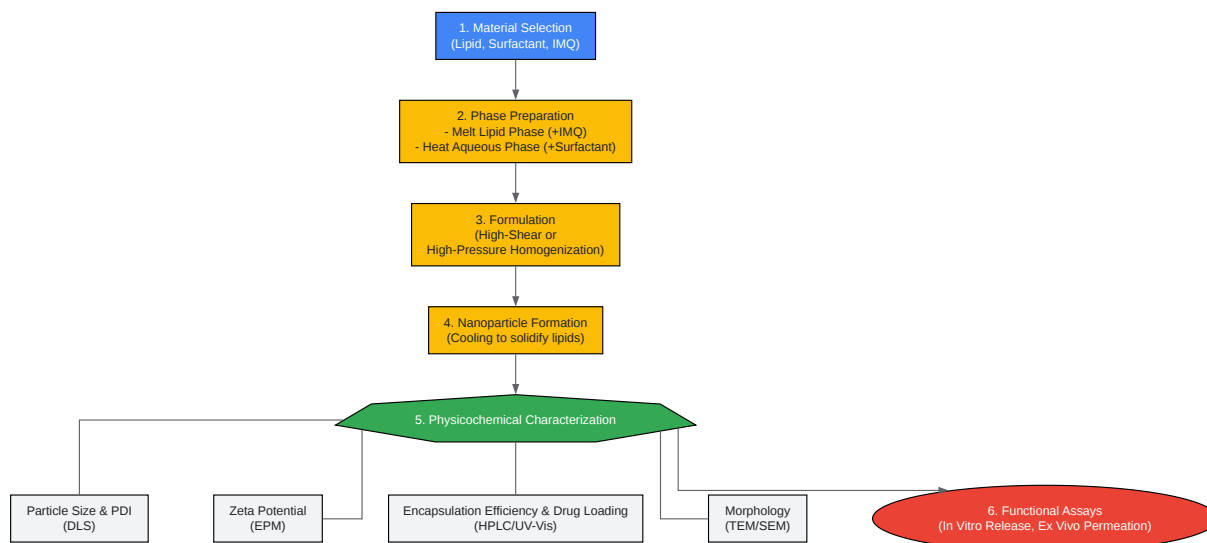 1. Material Selection
(Lipid, Surfactant, IMQ)
2. Phase Preparation
- Melt Lipid Phase (+IMQ)
- Heat Aqueous Phase (+Surfactant)
3. Formulation
(High-Shear or
High-Pressure Homogenization)
4. Nanoparticle Formation
(Cooling to solidify lipids)
5. Physicochemical Characterization
Particle Size & PDI
(DLS)
Zeta Potential
(EPM)
Encapsulation Efficiency & Drug Loading
(HPLC/UV-Vis)
Morphology
(TEM/SEM)
6. Functional Assays
(In Vitro Release, Ex Vivo Permeation)